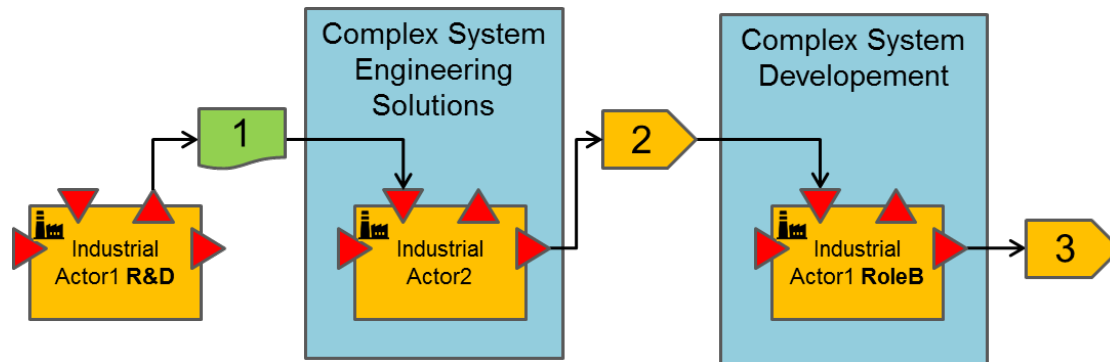 Complex System
Engineering
Solutions
Complex System
Developement
1
2
Industrial
Actor1 R&D
Industrial
Actor2
Industrial
Actor1 RoleB
3